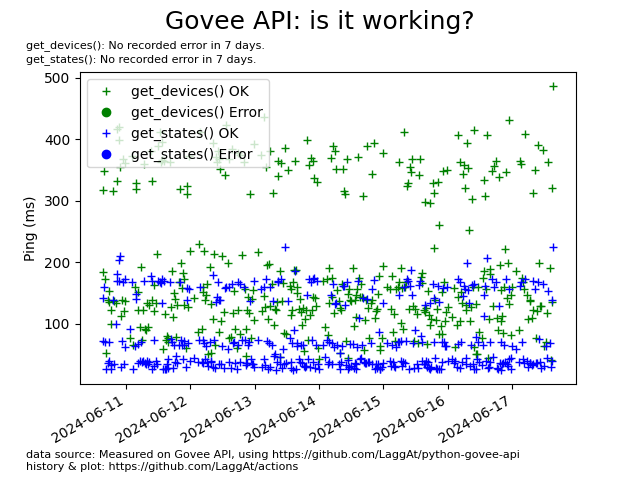 Govee API: is it working?
get_devices(): No recorded error in 7 days.
get_states(): No recorded error in 7 days.
500
400
300
200
100
Ping (ms)
get_devices() OK
get_devices() Error
get_states() OK
get_states() Error
2024-06-11
2024-06-12
2024-06-13
2024-06-14
2024-06-15
2024-06-16
2024-06-17
data source: Measured on Govee API, using https://github.com/LaggAt/python-govee-api
history & plot: https://github.com/LaggAt/actions